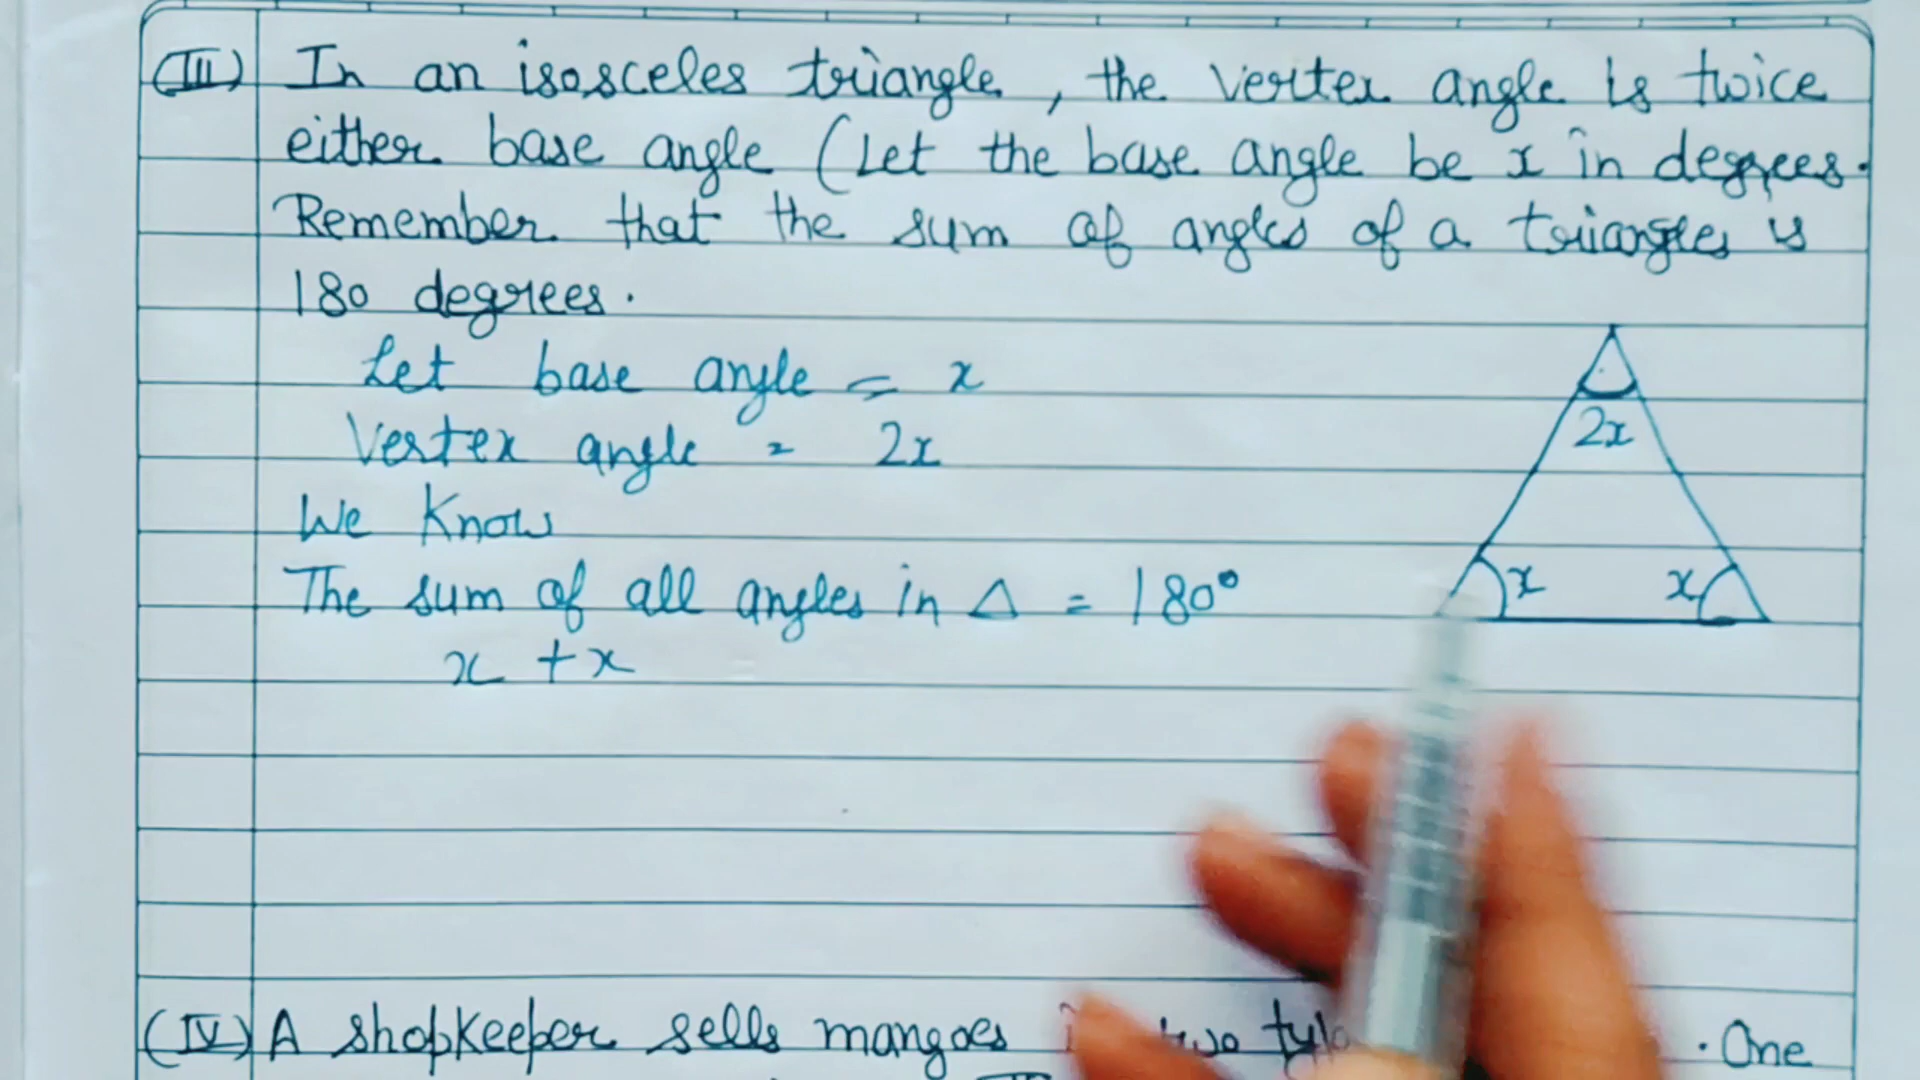 (III) In an isosceles triangle, the vertex angle is twice
either base angle (Let the base angle be x in degrees.
Remember that the sum of angles of a triangles is
180 degrees.
Let base angle = x
Vertex angle = 2x
We Know
The sum of all angles in △ = 180°
x + x
2x
x x
(IV) A shopkeeper sells mangoes two . One